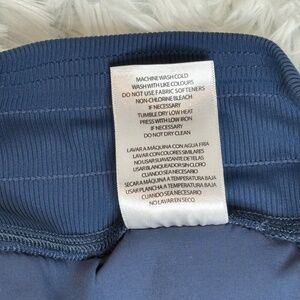 MACHINE WASH COLD
WASH WITH LIKE COLOURS
DO NOT USE FABRIC SOFTENERS
NON-CHLORINE BLEACH
IF NECESSARY
TUMBLE DRY LOW HEAT
PRESS WITH LOW IRON
IF NECESSARY
DO NOT DRY CLEAN
LAVAR A MÁQUINA CON AGUA FRÍA
LAVAR CON COLORES SIMILARES
NO USAR SUAVIZANTE DE TELAS
USAR BLANQUEADOR SIN CLORO
CUANDO SEA NECESARIO
SECAR A MÁQUINA A TEMPERATURA BAJA
USAR PLANCHA A TEMPERATURA BAJA
CUANDO SEA NECESARIO
NO LAVAR EN SECO